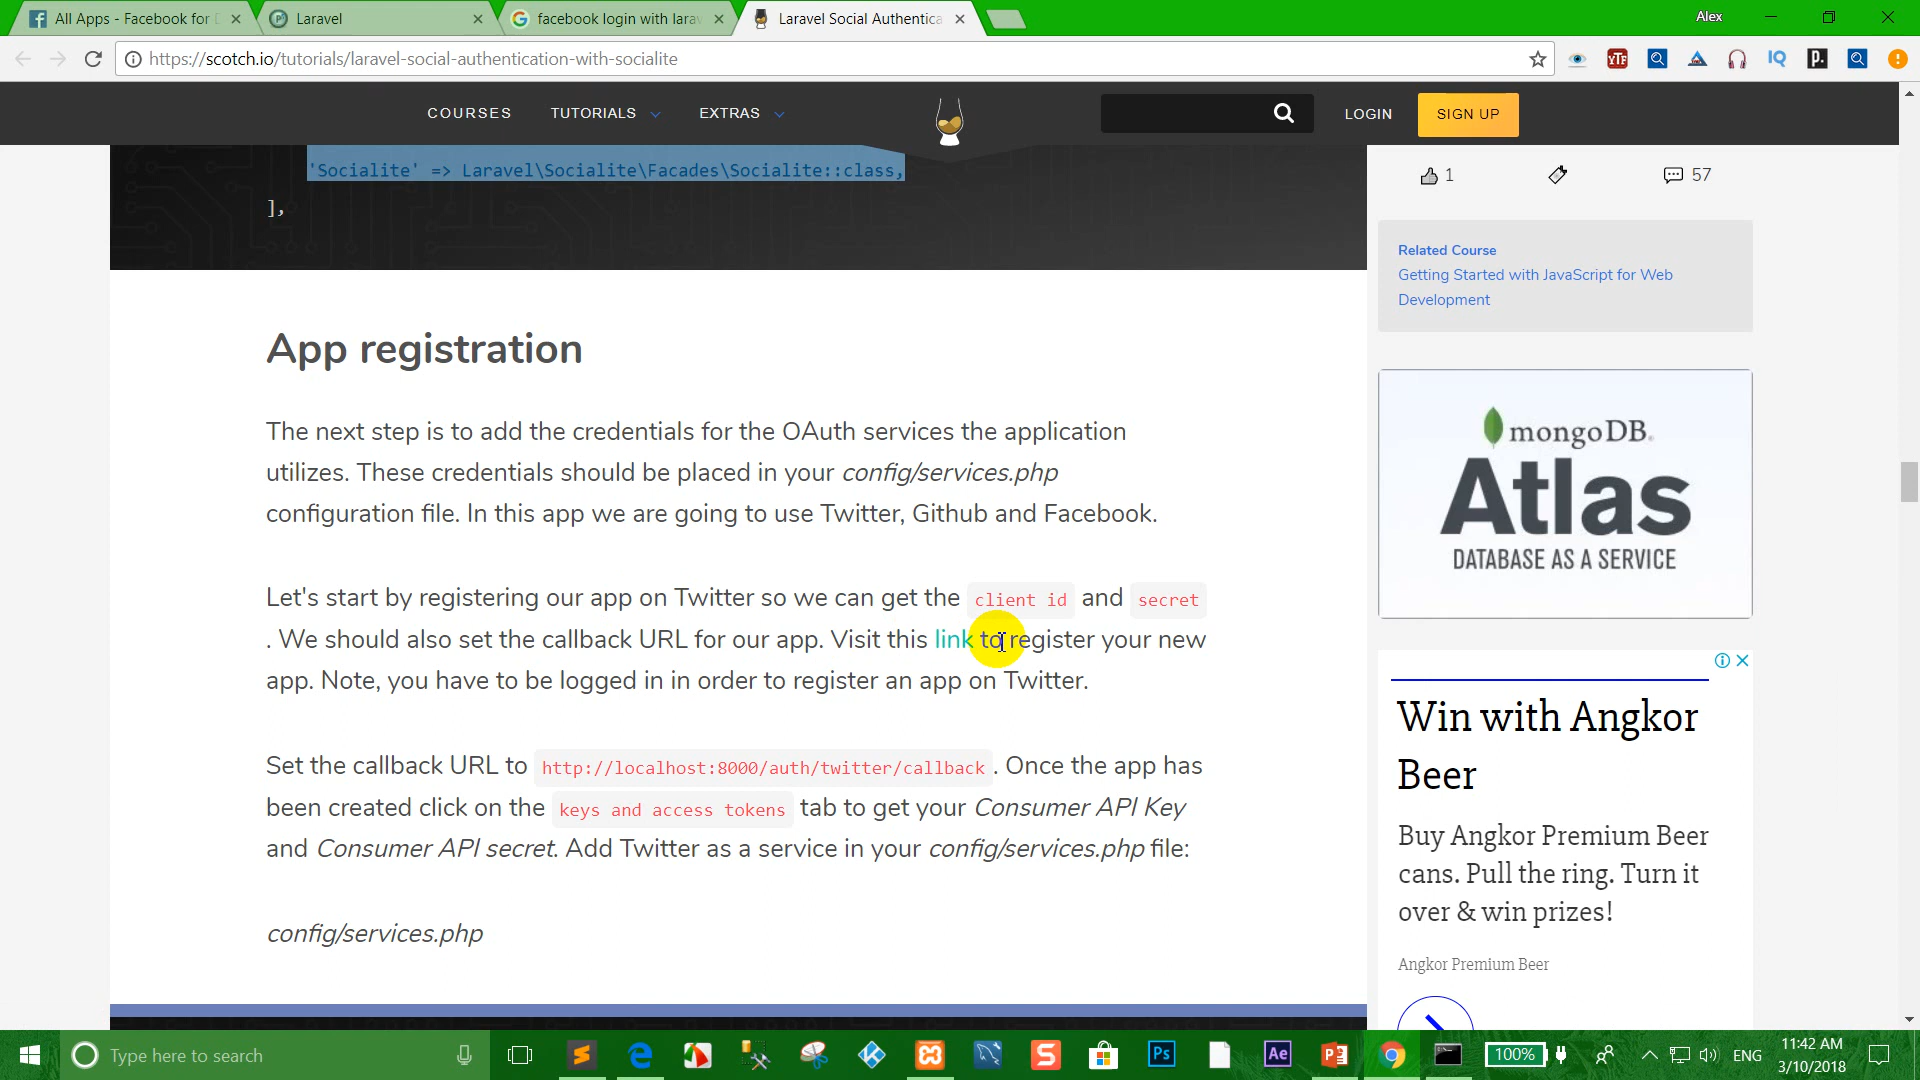 All Apps - Facebook for D
Laravel
facebook login with larav
Laravel Social Authentica
Alex
https://scotch.io/tutorials/laravel-social-authentication-with-socialite
YTF
IQ
p.
COURSES
TUTORIALS
EXTRAS
LOGIN
SIGN UP
'Socialite' => Laravel\Socialite\Facades\Socialite::class,
],
1
57
Related Course
Getting Started with JavaScript for Web
Development
App registration
The next step is to add the credentials for the OAuth services the application
utilizes. These credentials should be placed in your config/services.php
configuration file. In this app we are going to use Twitter, Github and Facebook.
Let's start by registering our app on Twitter so we can get the client id and secret
. We should also set the callback URL for our app. Visit this link to register your new
app. Note, you have to be logged in in order to register an app on Twitter.
Set the callback URL to http://localhost:8000/auth/twitter/callback . Once the app has
been created click on the keys and access tokens tab to get your Consumer API Key
and Consumer API secret. Add Twitter as a service in your config/services.php file:
config/services.php
mongoDB.
Atlas
DATABASE AS A SERVICE
Win with Angkor
Beer
Buy Angkor Premium Beer
cans. Pull the ring. Turn it
over & win prizes!
Angkor Premium Beer
Type here to search
Ps
Ae
100%
ENG
11:42 AM
3/10/2018